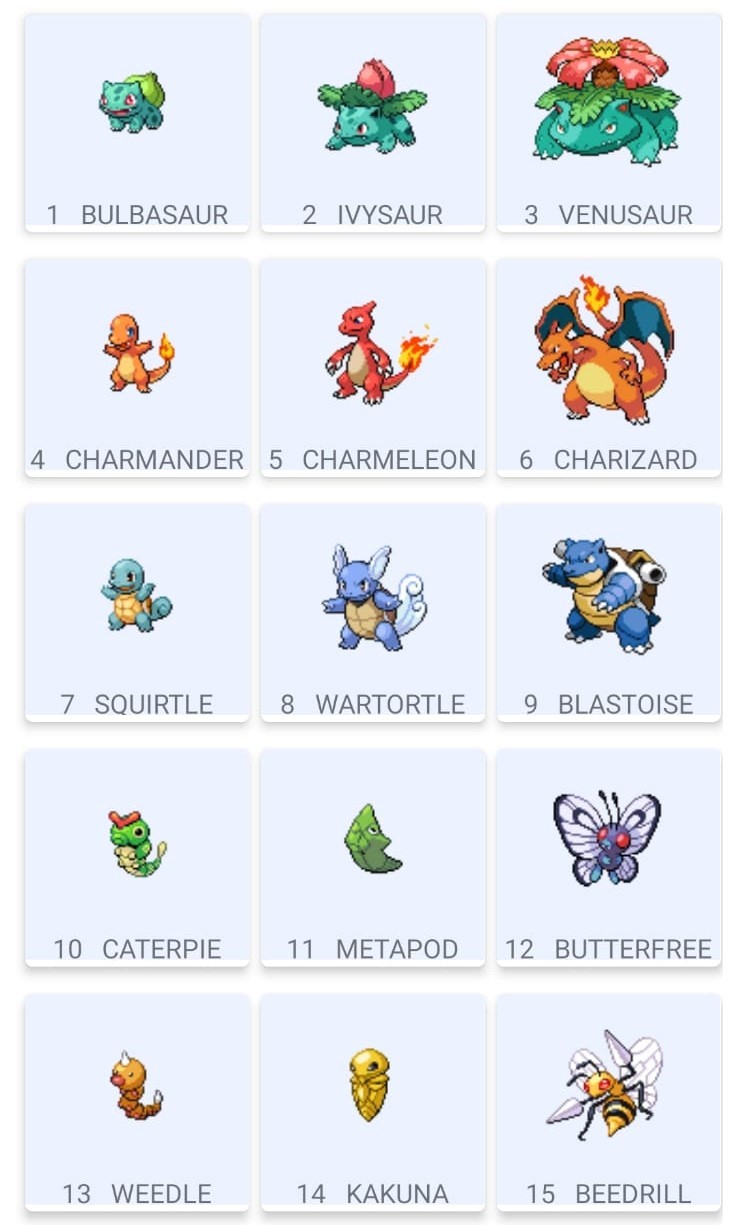 1 BULBASAUR
2 IVYSAUR
3 VENUSAUR
4 CHARMANDER
5 CHARMELEON
6 CHARIZARD
7 SQUIRTLE
8 WARTORTLE
9 BLASTOISE
10 CATERPIE
11 METAPOD
12 BUTTERFREE
13 WEEDLE
14 KAKUNA
15 BEEDRILL